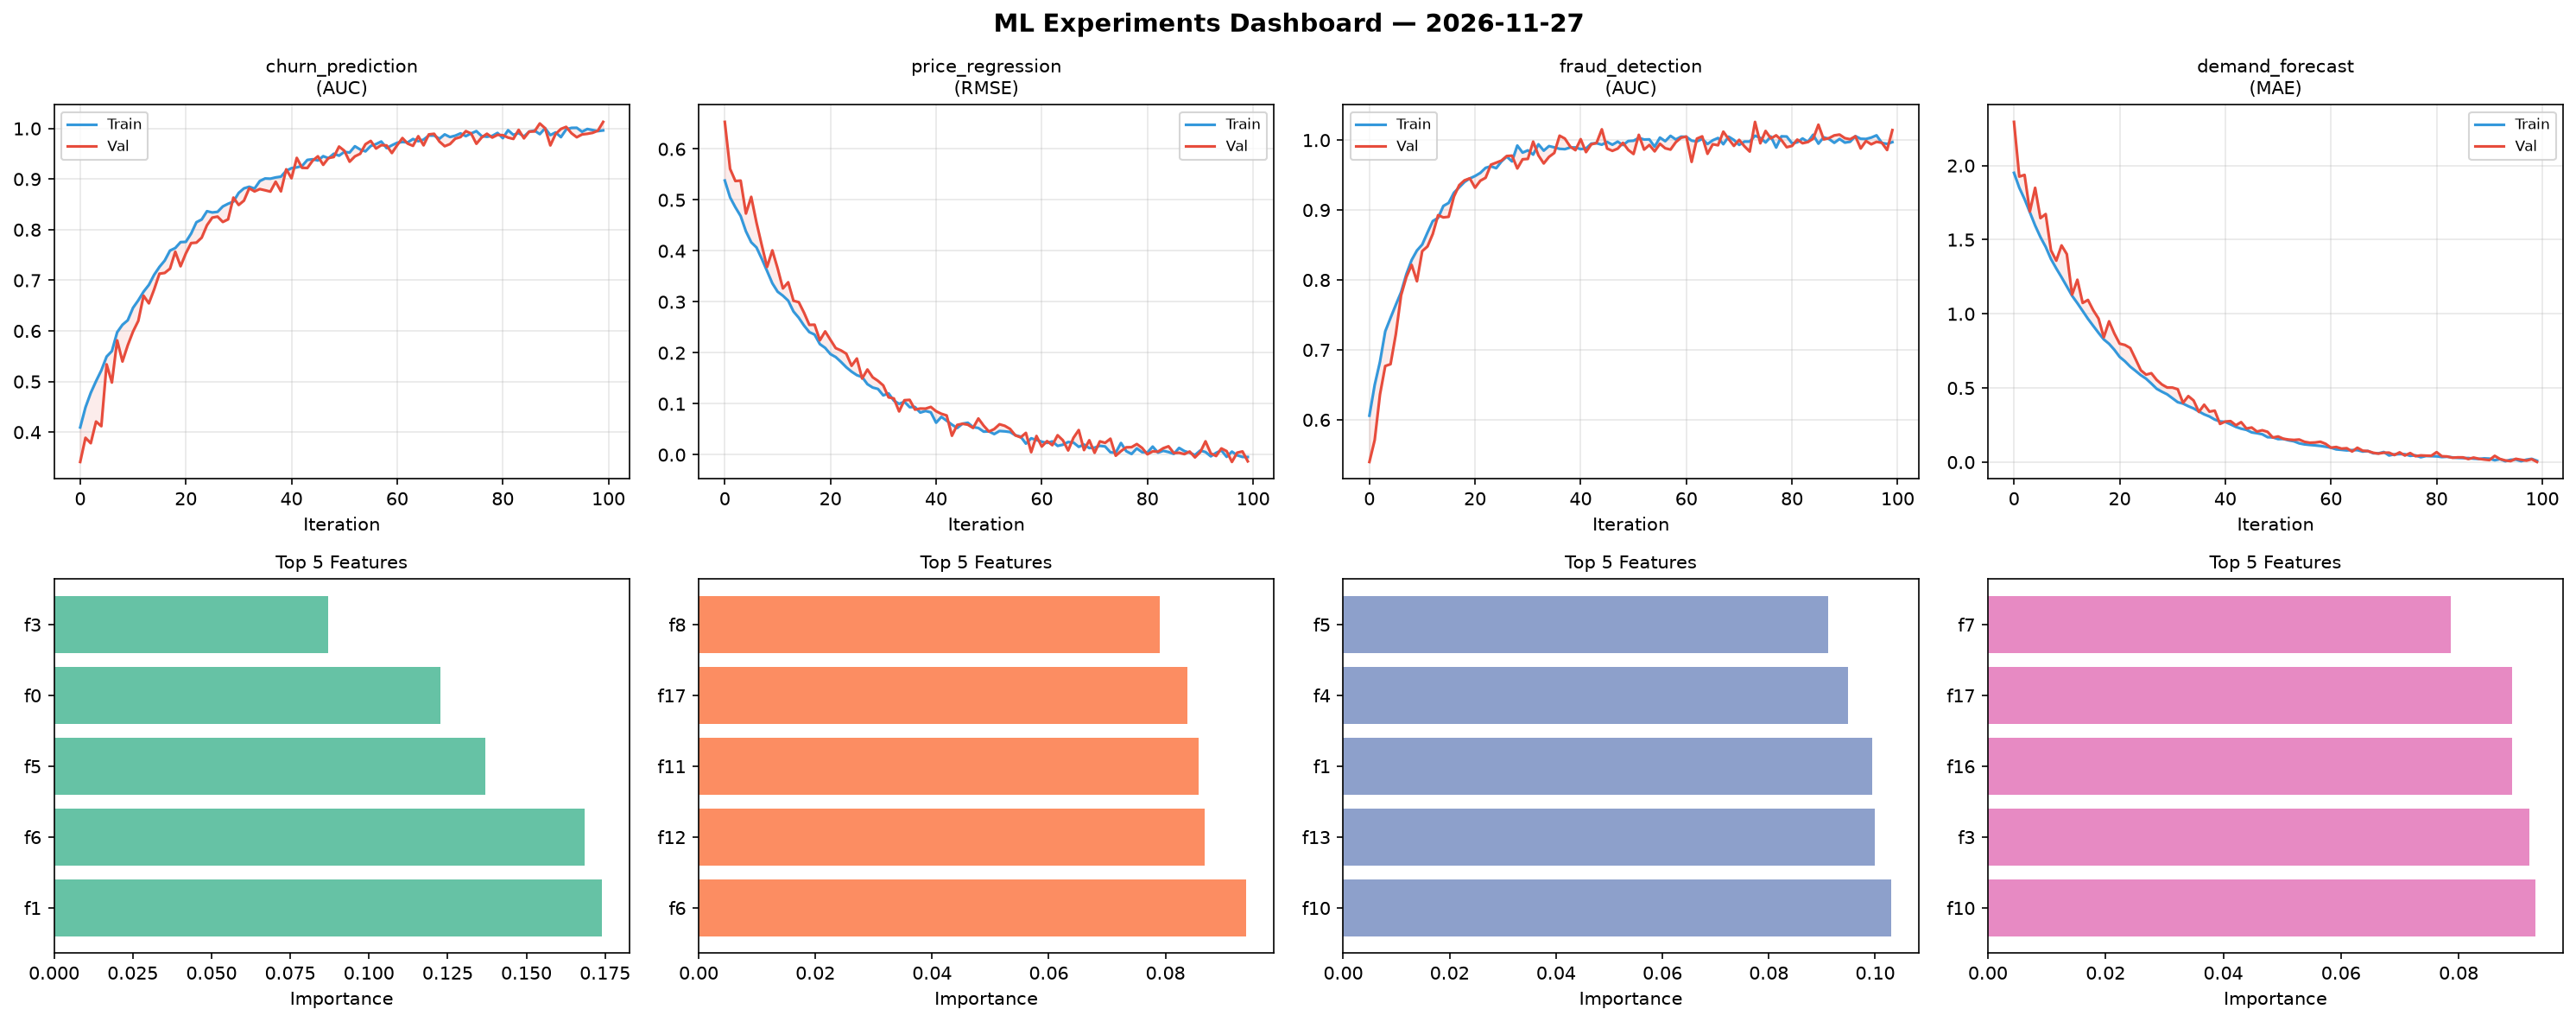 ML Experiments Dashboard — 2026-11-27
churn_prediction
(AUC)
Train
Val
1.0
0.9
0.8
0.7
0.6
0.5
0.4
0 20 40 60 80 100
Iteration
price_regression
(RMSE)
Train
Val
0.6
0.5
0.4
0.3
0.2
0.1
0.0
0 20 40 60 80 100
Iteration
fraud_detection
(AUC)
Train
Val
1.0
0.9
0.8
0.7
0.6
0 20 40 60 80 100
Iteration
demand_forecast
(MAE)
Train
Val
2.0
1.5
1.0
0.5
0.0
0 20 40 60 80 100
Iteration
Top 5 Features
f3
f0
f5
f6
f1
0.000 0.025 0.050 0.075 0.100 0.125 0.150 0.175
Importance
Top 5 Features
f8
f17
f11
f12
f6
0.00 0.02 0.04 0.06 0.08
Importance
Top 5 Features
f5
f4
f1
f13
f10
0.00 0.02 0.04 0.06 0.08 0.10
Importance
Top 5 Features
f7
f17
f16
f3
f10
0.00 0.02 0.04 0.06 0.08
Importance